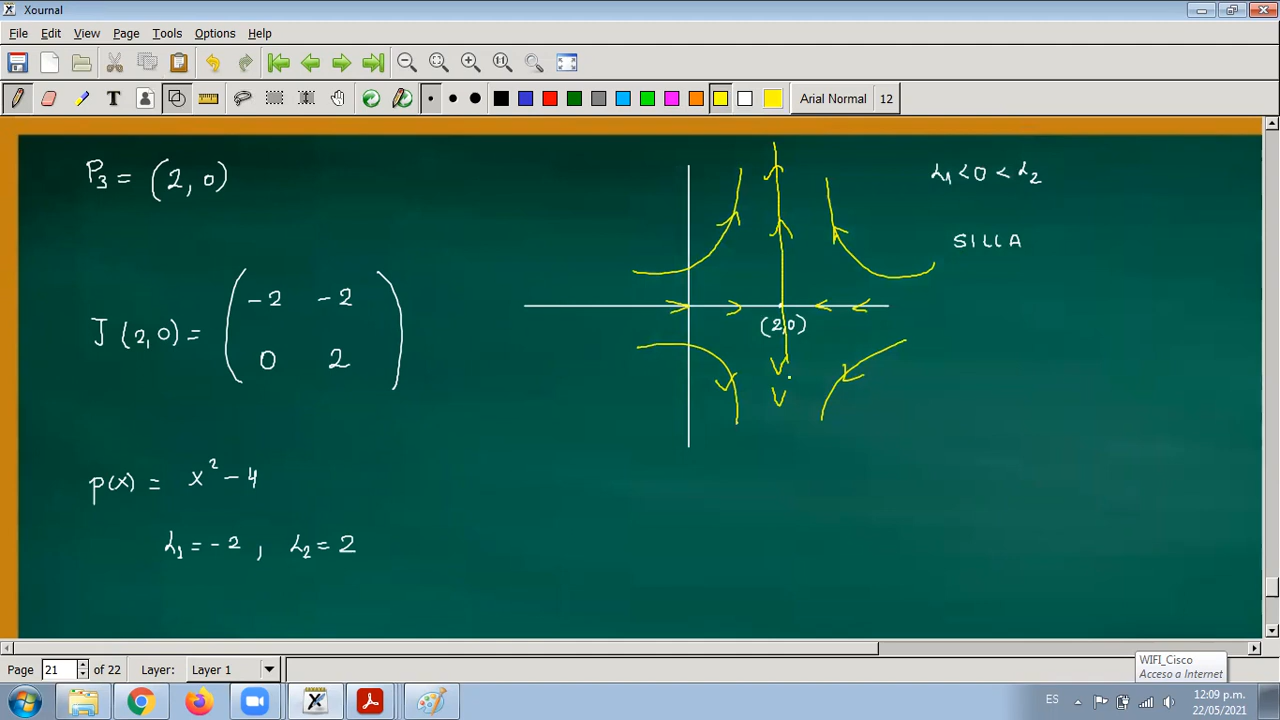 Xournal
File Edit View Page Tools Options Help
Arial Normal 12
P₃ = (2, 0)
J (2, 0) = ( -2 -2
0 2 )
p(x) = x² - 4
λ₁ = -2 , λ₂ = 2
(2,0)
λ₁ < 0 < λ₂
SILLA
Page 21 of 22 Layer: Layer 1
WIFI_Cisco
Acceso a Internet
ES 12:09 p.m.
22/05/2021